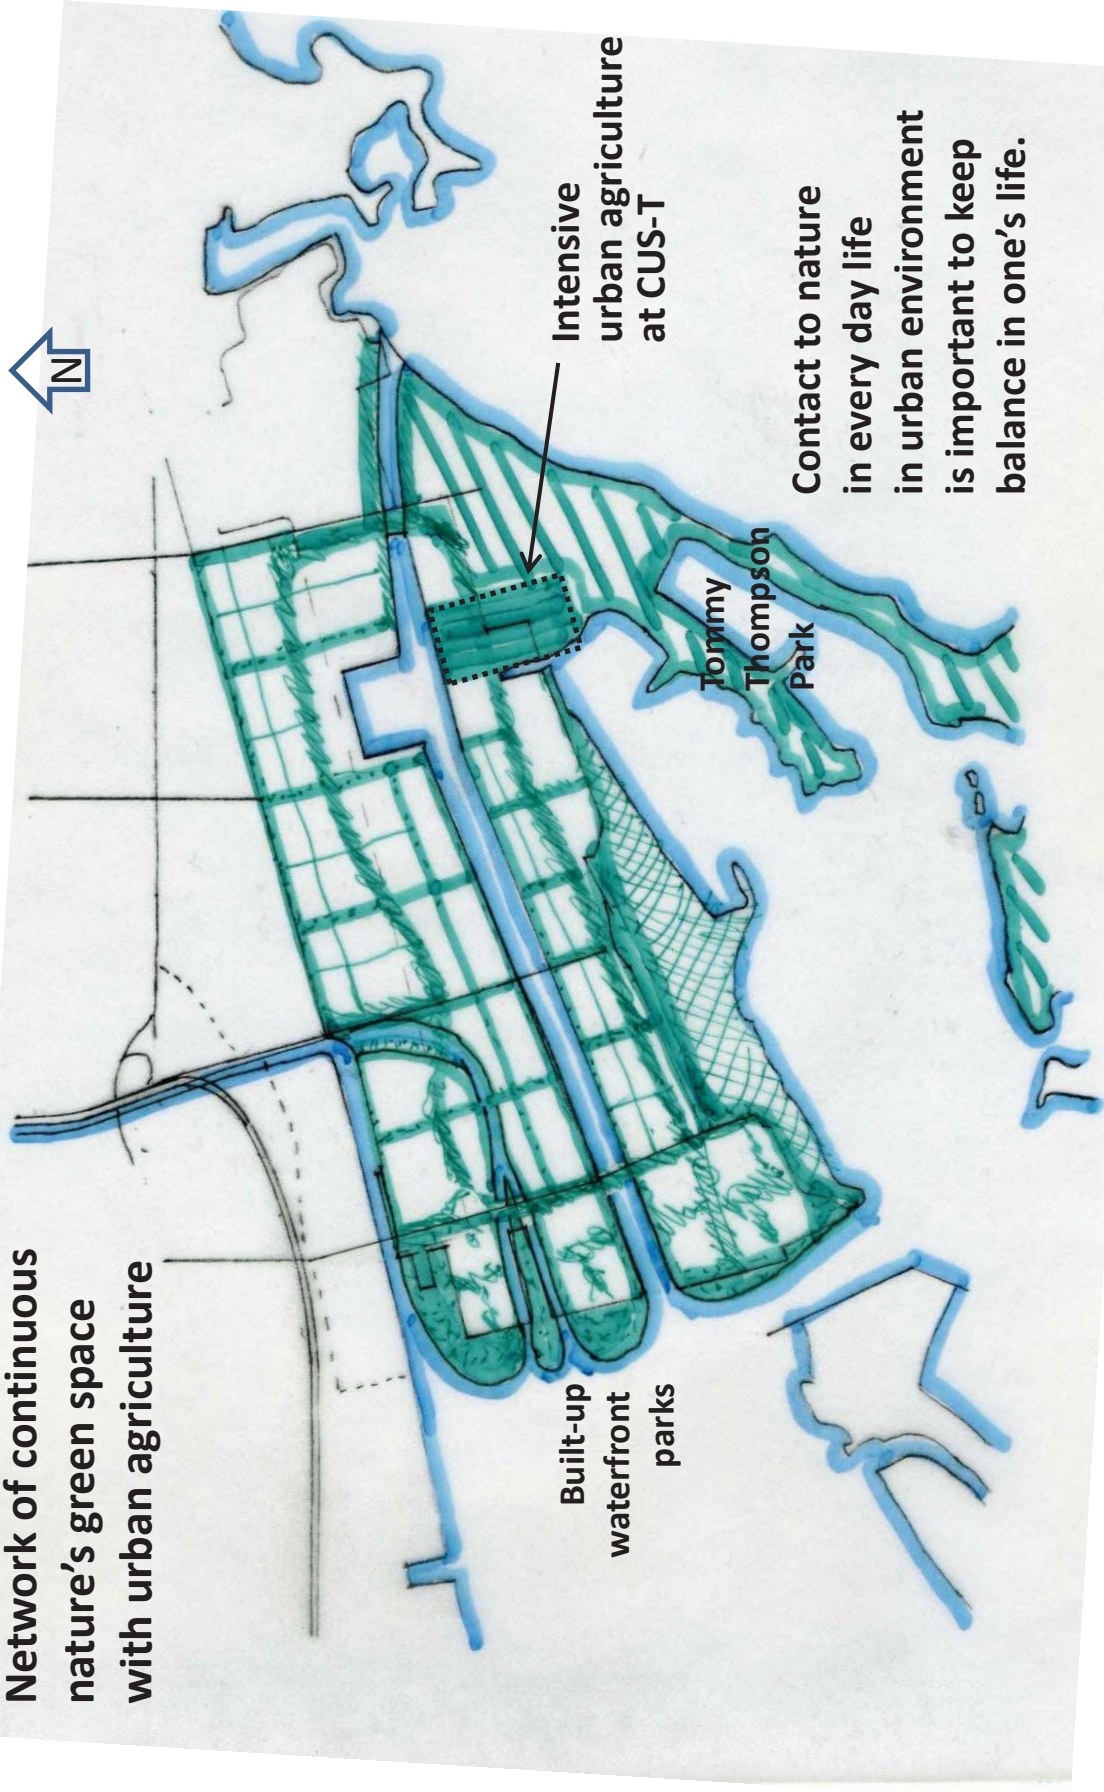 Network of continuous
nature's green space
with urban agriculture
N
Intensive
urban agriculture
at CUS-T
Tommy
Thompson
Park
Built-up
waterfront
parks
Contact to nature
in every day life
in urban environment
is important to keep
balance in one's life.